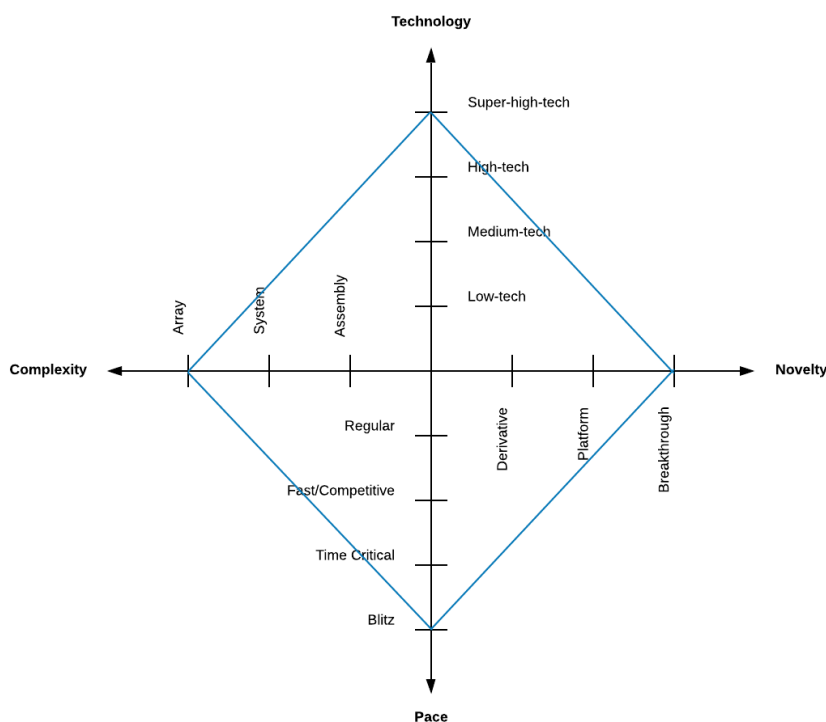 Technology
Super-high-tech
High-tech
Medium-tech
Low-tech
Array
System
Assembly
Complexity
Novelty
Regular
Fast/Competitive
Time Critical
Blitz
Derivative
Platform
Breakthrough
Pace